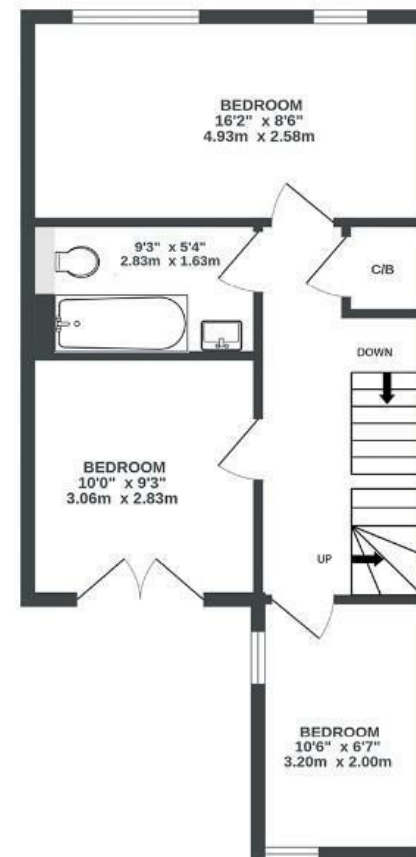 BEDROOM
16'2" x 8'6"
4.93m x 2.58m
9'3" x 5'4"
2.83m x 1.63m
C/B
DOWN
BEDROOM
10'0" x 9'3"
3.06m x 2.83m
UP
BEDROOM
10'6" x 6'7"
3.20m x 2.00m